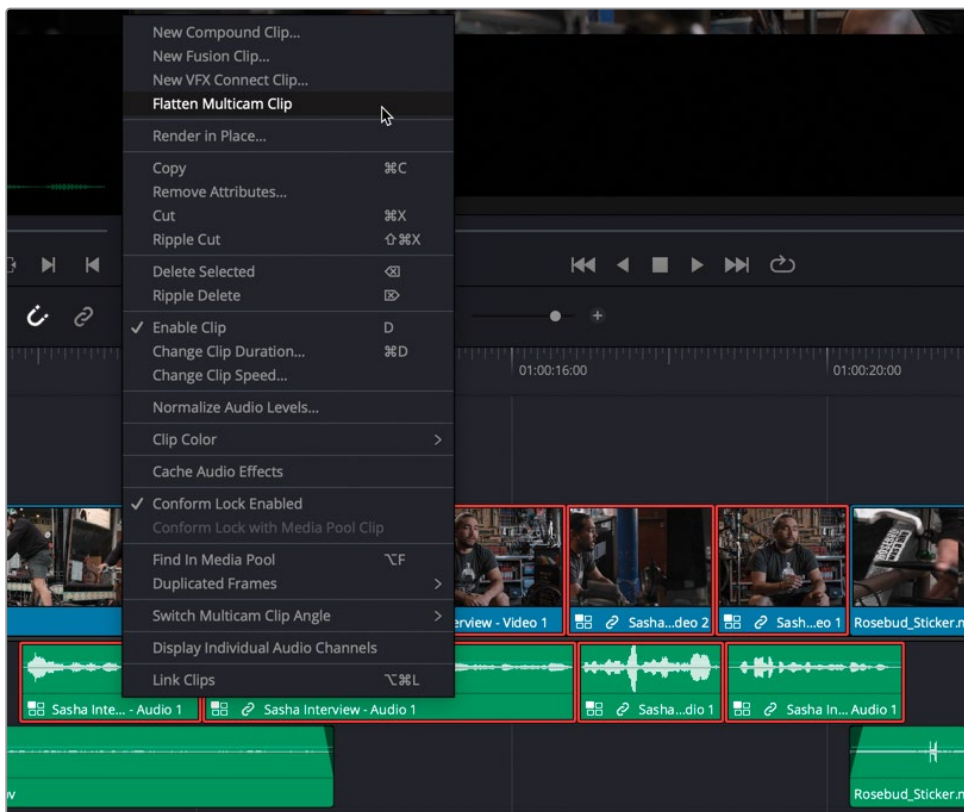 New Compound Clip...
New Fusion Clip...
New VFX Connect Clip...
Flatten Multicam Clip
Render in Place...
Copy ⌘C
Remove Attributes...
Cut ⌘X
Ripple Cut ⇧⌘X
Delete Selected ⌫
Ripple Delete ⌦
✓ Enable Clip D
Change Clip Duration... ⌘D
Change Clip Speed...
Normalize Audio Levels...
Clip Color >
Cache Audio Effects
✓ Conform Lock Enabled
Conform Lock with Media Pool Clip
Find In Media Pool ⌥F
Duplicated Frames >
Switch Multicam Clip Angle >
Display Individual Audio Channels
Link Clips ⌥⌘L
01:00:16:00 01:00:20:00
erview - Video 1 Sasha...deo 2 Sash...eo 1 Rosebud_Sticker.n
Sasha Inte... - Audio 1 Sasha Interview - Audio 1 Sasha...dio 1 Sasha In... Audio 1
Rosebud_Sticker.n